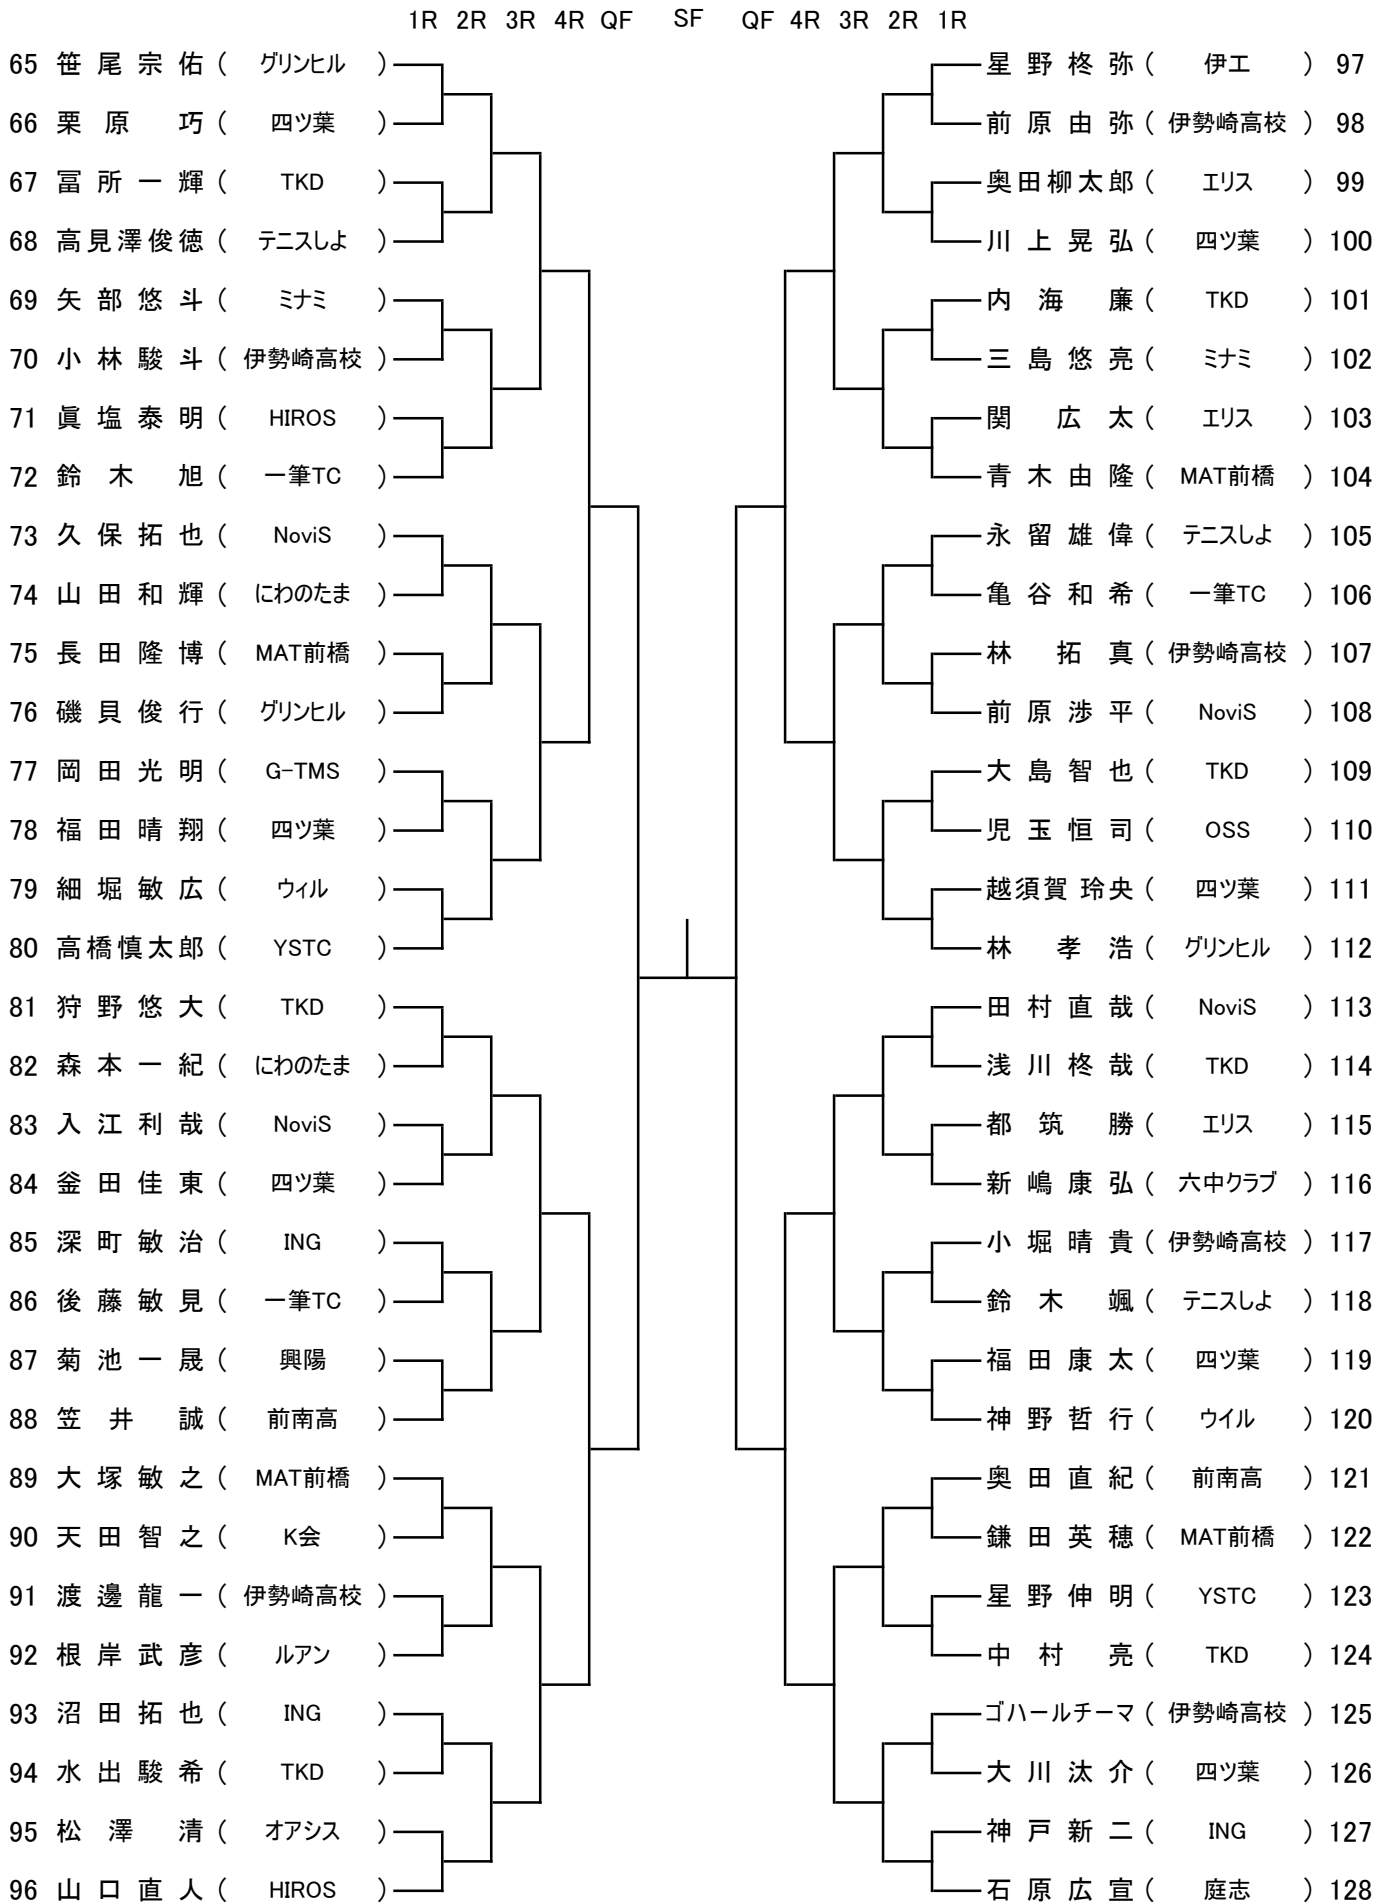 1R 2R 3R 4R QF SF QF 4R 3R 2R 1R
65 笹尾宗佑 ( グリンヒル ) 星野柊弥 ( 伊工 ) 97
66 栗原 巧 ( 四ツ葉 ) 前原由弥 ( 伊勢崎高校 ) 98
67 冨所一輝 ( TKD ) 奥田柳太郎 ( エリス ) 99
68 高見澤俊徳 ( テニスしよ ) 川上晃弘 ( 四ツ葉 ) 100
69 矢部悠斗 ( ミナミ ) 内海 廉 ( TKD ) 101
70 小林駿斗 ( 伊勢崎高校 ) 三島悠亮 ( ミナミ ) 102
71 眞塩泰明 ( HIROS ) 関 広太 ( エリス ) 103
72 鈴木 旭 ( 一筆TC ) 青木由隆 ( MAT前橋 ) 104
73 久保拓也 ( NoviS ) 永留雄偉 ( テニスしよ ) 105
74 山田和輝 ( にわのたま ) 亀谷和希 ( 一筆TC ) 106
75 長田隆博 ( MAT前橋 ) 林 拓真 ( 伊勢崎高校 ) 107
76 磯貝俊行 ( グリンヒル ) 前原渉平 ( NoviS ) 108
77 岡田光明 ( G-TMS ) 大島智也 ( TKD ) 109
78 福田晴翔 ( 四ツ葉 ) 児玉恒司 ( OSS ) 110
79 細堀敏広 ( ウィル ) 越須賀 玲央 ( 四ツ葉 ) 111
80 高橋慎太郎 ( YSTC ) 林 孝浩 ( グリンヒル ) 112
81 狩野悠大 ( TKD ) 田村直哉 ( NoviS ) 113
82 森本一紀 ( にわのたま ) 浅川柊哉 ( TKD ) 114
83 入江利哉 ( NoviS ) 都筑 勝 ( エリス ) 115
84 釜田佳東 ( 四ツ葉 ) 新嶋康弘 ( 六中クラブ ) 116
85 深町敏治 ( ING ) 小堀晴貴 ( 伊勢崎高校 ) 117
86 後藤敏見 ( 一筆TC ) 鈴木 颯 ( テニスしよ ) 118
87 菊池一晟 ( 興陽 ) 福田康太 ( 四ツ葉 ) 119
88 笠井 誠 ( 前南高 ) 神野哲行 ( ウイル ) 120
89 大塚敏之 ( MAT前橋 ) 奥田直紀 ( 前南高 ) 121
90 天田智之 ( K会 ) 鎌田英穂 ( MAT前橋 ) 122
91 渡邊龍一 ( 伊勢崎高校 ) 星野伸明 ( YSTC ) 123
92 根岸武彦 ( ルアン ) 中村 亮 ( TKD ) 124
93 沼田拓也 ( ING ) ゴハールチーマ ( 伊勢崎高校 ) 125
94 水出駿希 ( TKD ) 大川汰介 ( 四ツ葉 ) 126
95 松澤 清 ( オアシス ) 神戸新二 ( ING ) 127
96 山口直人 ( HIROS ) 石原広宣 ( 庭志 ) 128